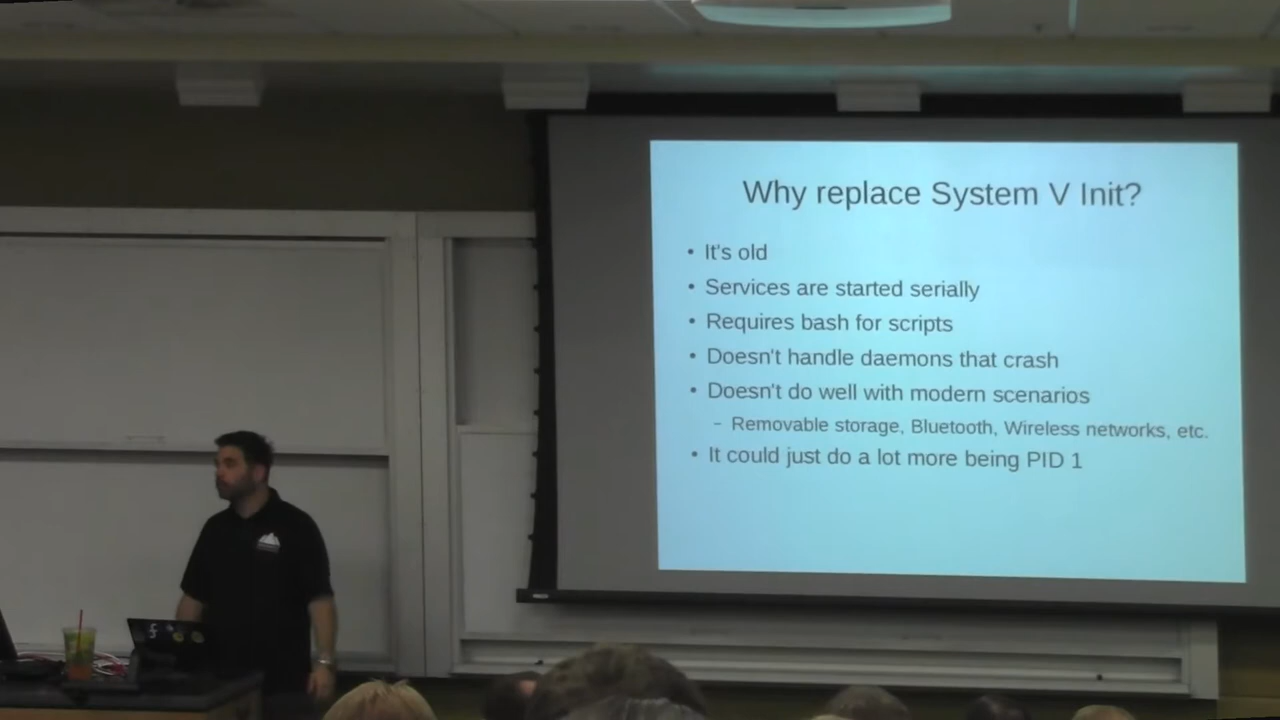 Why replace System V Init?
• It's old
• Services are started serially
• Requires bash for scripts
• Doesn't handle daemons that crash
• Doesn't do well with modern scenarios
– Removable storage, Bluetooth, Wireless networks, etc.
• It could just do a lot more being PID 1